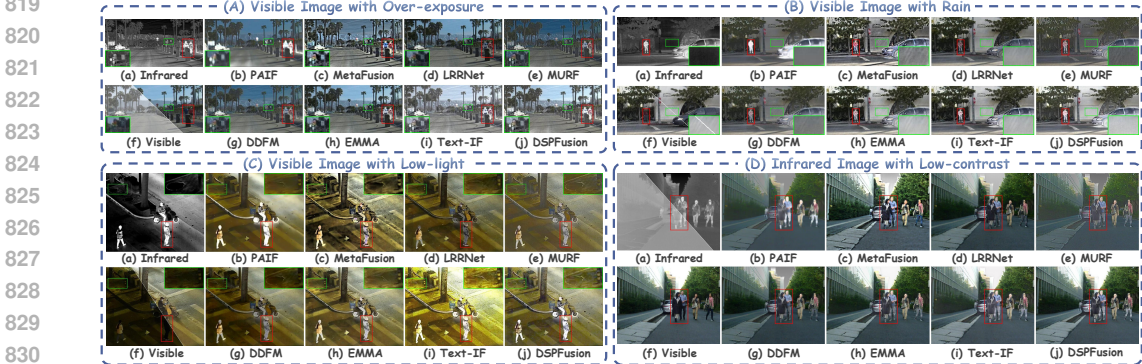 819
820
821
822
823
824
825
826
827
828
829
830
(A) Visible Image with Over-exposure
(a) Infrared (b) PAIF (c) MetaFusion (d) LRRNet (e) MURF
(f) Visible (g) DDFM (h) EMMA (i) Text-IF (j) DSPFusion
(B) Visible Image with Rain
(a) Infrared (b) PAIF (c) MetaFusion (d) LRRNet (e) MURF
(f) Visible (g) DDFM (h) EMMA (i) Text-IF (j) DSPFusion
(C) Visible Image with Low-light
(a) Infrared (b) PAIF (c) MetaFusion (d) LRRNet (e) MURF
(f) Visible (g) DDFM (h) EMMA (i) Text-IF (j) DSPFusion
(D) Infrared Image with Low-contrast
(a) Infrared (b) PAIF (c) MetaFusion (d) LRRNet (e) MURF
(f) Visible (g) DDFM (h) EMMA (i) Text-IF (j) DSPFusion